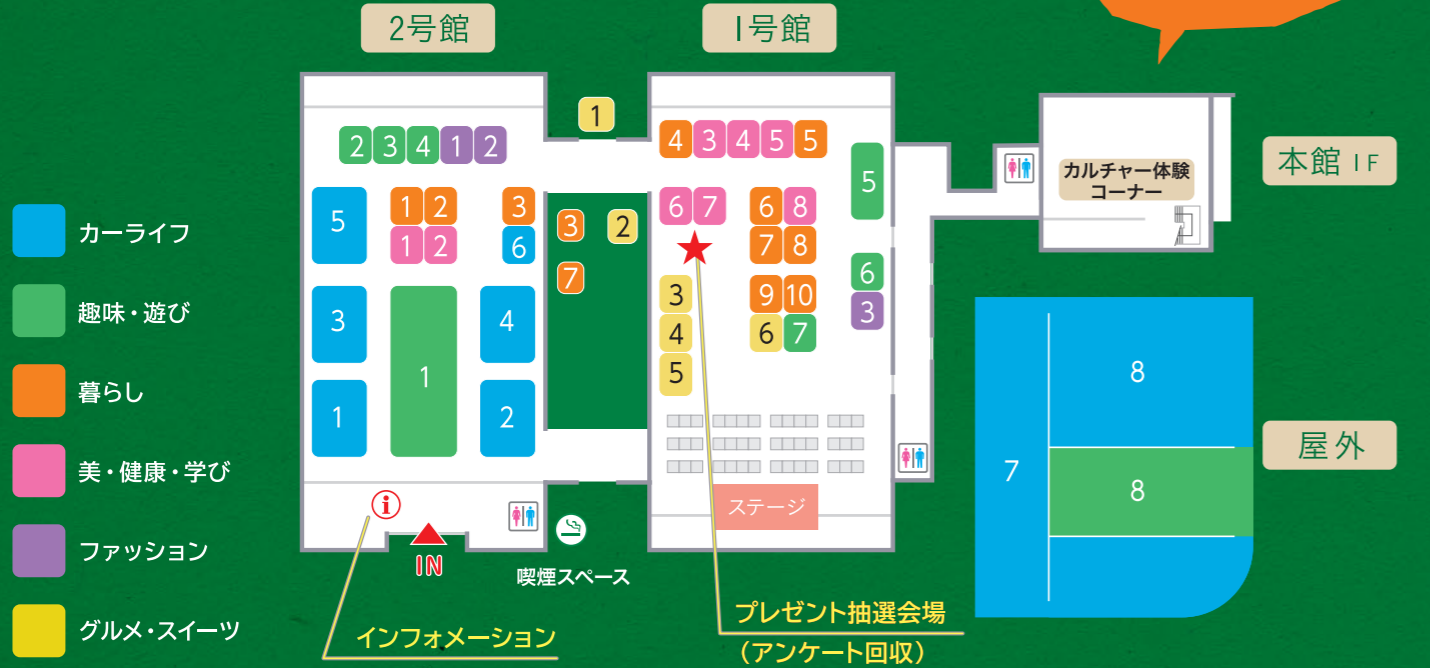 2号館
1号館
1
2 3 4 1 2
4 3 4 5 5
5
1 2
1 2
3
6
3
2
7
6 7
6 8
7 8
5
6
3
3
4
1
1
2
3
4
5
9 10
6 7
ステージ
i
IN
喫煙スペース
インフォメーション
プレゼント抽選会場
(アンケート回収)
カルチャー体験
コーナー
本館 1F
7
8
8
屋外
カーライフ
趣味・遊び
暮らし
美・健康・学び
ファッション
グルメ・スイーツ